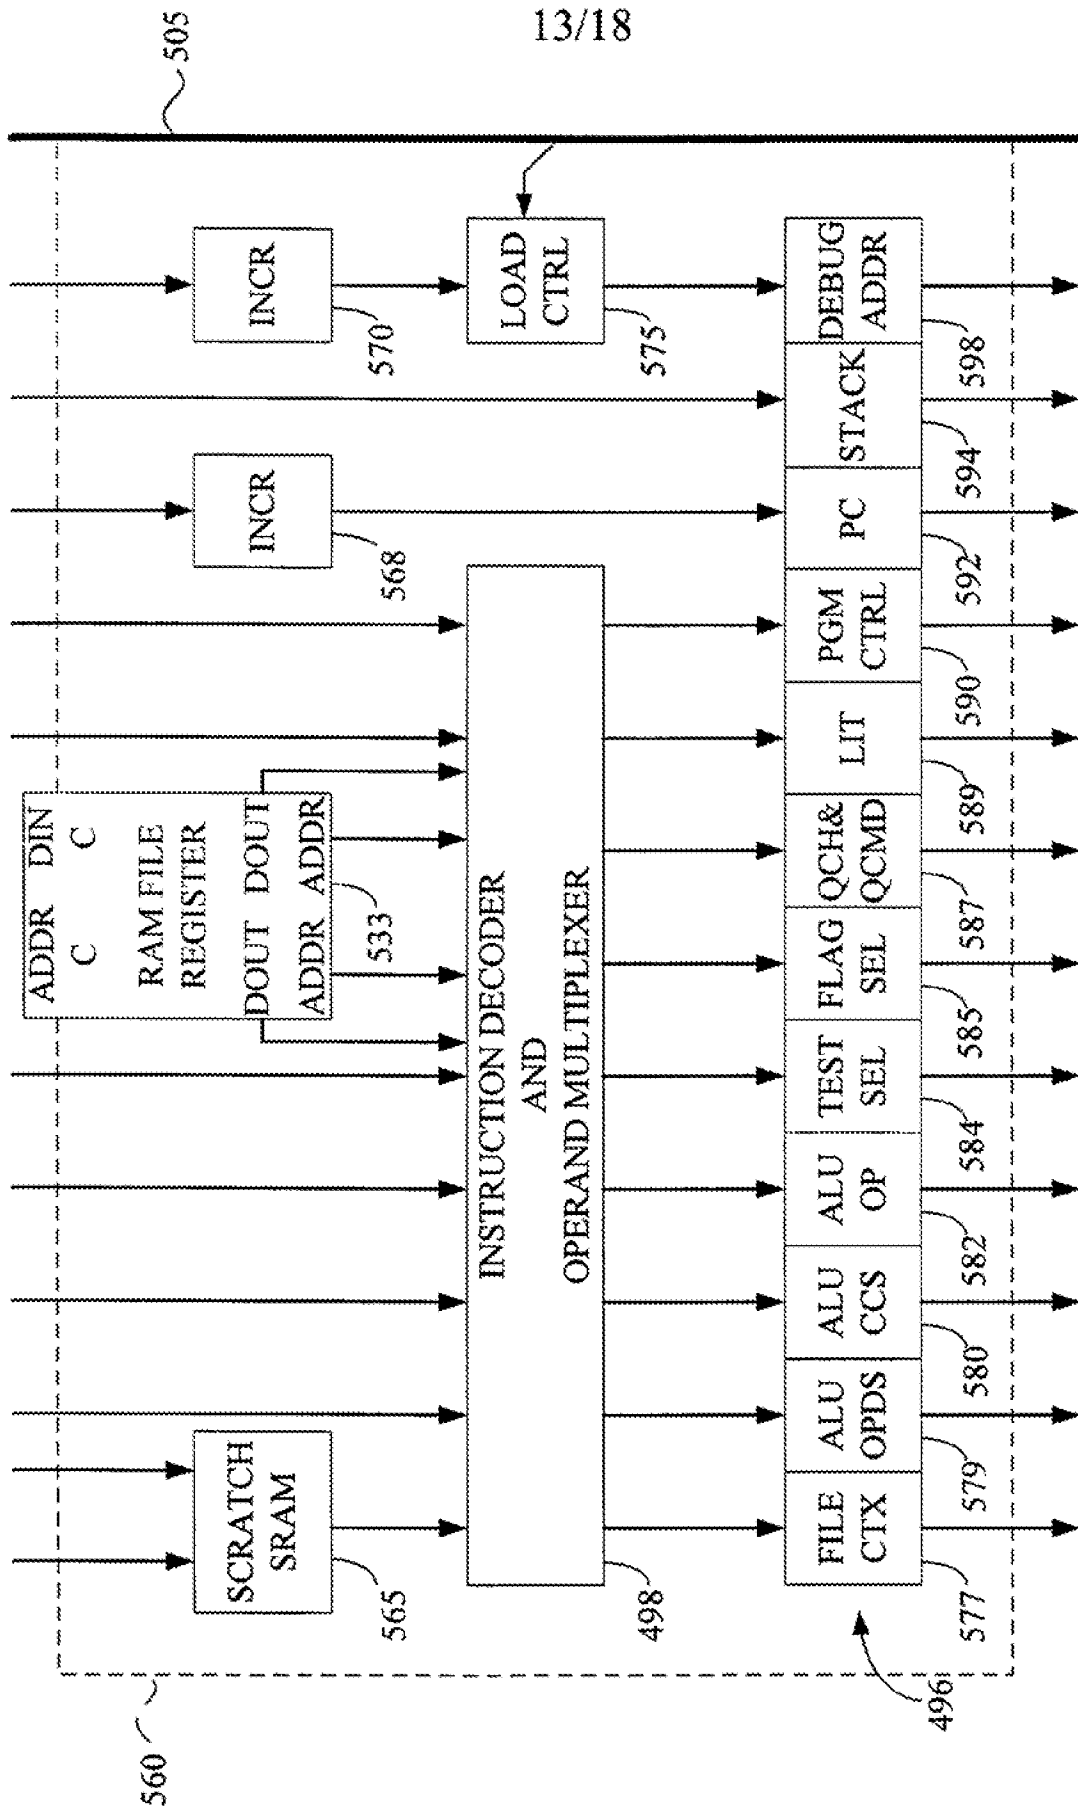 13/18
505
INCR
570
LOAD
CTRL
575
DEBUG
ADDR
598
STACK
594
INCR
568
PC
592
PGM
CTRL
590
LIT
589
ADDR DIN
C C
RAM FILE
REGISTER
DOUT DOUT
ADDR ADDR
533
QCH&
QCMD
587
FLAG
SEL
585
TEST
SEL
584
INSTRUCTION DECODER
AND
OPERAND MULTIPLEXER
498
ALU
OP
582
ALU
CCS
580
ALU
OPDS
579
SCRATCH
SRAM
565
FILE
CTX
577
496
560